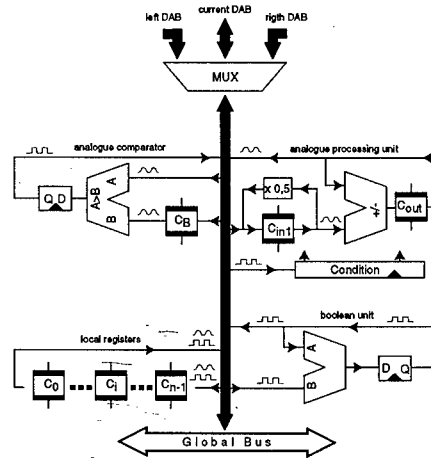 left DAB current DAB rigth DAB
MUX
analogue comparator analogue processing unit
Q D A>B A B C_B x 0,5 C_in1 +/- C_out
Condition
local registers boolean unit
C_0 C_i C_n-1 A B D Q
Global Bus